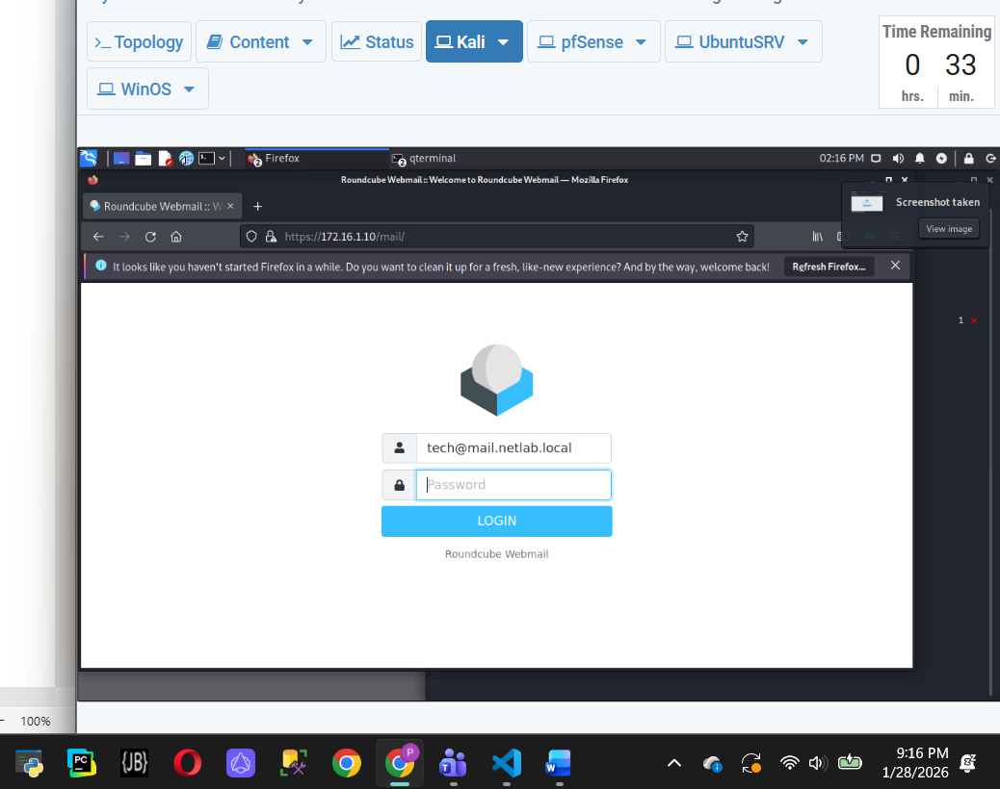 >_ Topology
Content
Status
Kali
pfSense
UbuntuSRV
WinOS
Time Remaining
0 33
hrs. min.
Firefox
qterminal
02:16 PM
Roundcube Webmail :: Welcome to Roundcube Webmail — Mozilla Firefox
Roundcube Webmail :: W
Screenshot taken
View image
https://172.16.1.10/mail/
It looks like you haven't started Firefox in a while. Do you want to clean it up for a fresh, like-new experience? And by the way, welcome back!
Refresh Firefox...
1
tech@mail.netlab.local
Password
LOGIN
Roundcube Webmail
100%
PC
{JB}
P
T
W
9:16 PM
1/28/2026